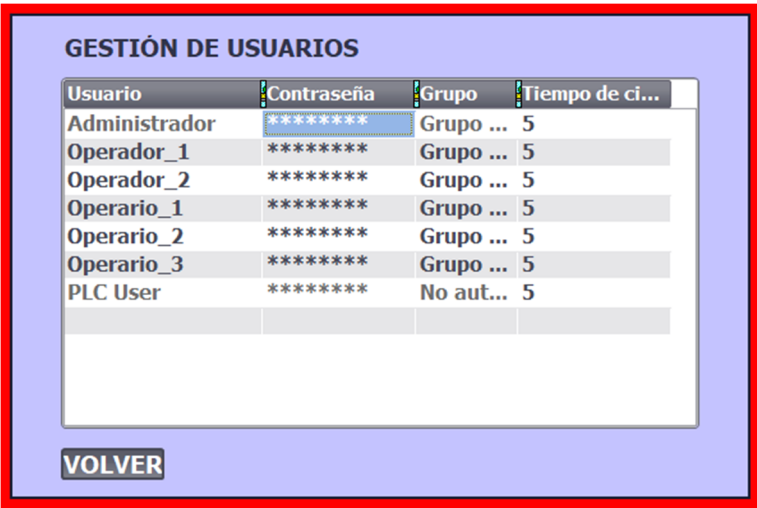 GESTIÓN DE USUARIOS
Usuario Contraseña Grupo Tiempo de ci...
Administrador ******** Grupo ... 5
Operador_1 ******** Grupo ... 5
Operador_2 ******** Grupo ... 5
Operario_1 ******** Grupo ... 5
Operario_2 ******** Grupo ... 5
Operario_3 ******** Grupo ... 5
PLC User ******** No aut... 5
VOLVER